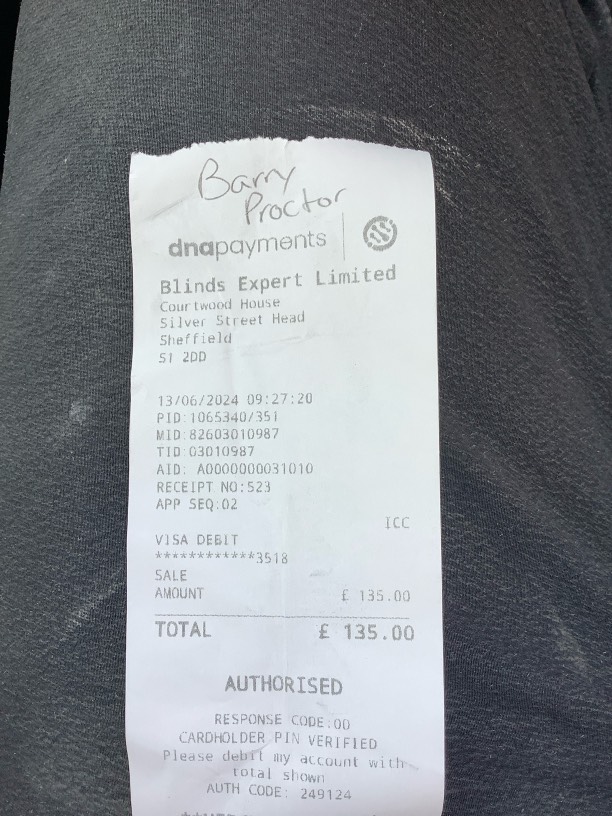 Barry
Proctor
dnapayments
Blinds Expert Limited
Courtwood House
Silver Street Head
Sheffield
S1 2DD
13/06/2024 09:27:20
PID:1065340/351
MID:82603010987
TID:03010987
AID: A0000000031010
RECEIPT NO:523
APP SEQ:02
ICC
VISA DEBIT
************3518
SALE
AMOUNT £ 135.00
TOTAL £ 135.00
AUTHORISED
RESPONSE CODE:00
CARDHOLDER PIN VERIFIED
Please debit my account with
total shown
AUTH CODE: 249124